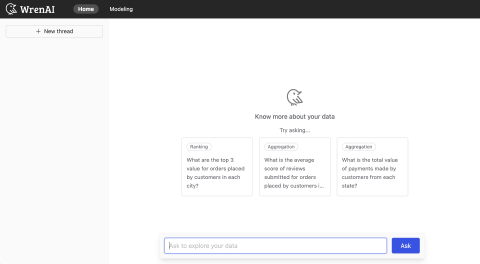 WrenAI Home Modeling
+ New thread
Know more about your data
Try asking...
Ranking
What are the top 3
value for orders placed
by customers in each
city?
Aggregation
What is the average
score of reviews
submitted for orders
placed by customers i...
Aggregation
What is the total value
of payments made by
customers from each
state?
Ask to explore your data
Ask